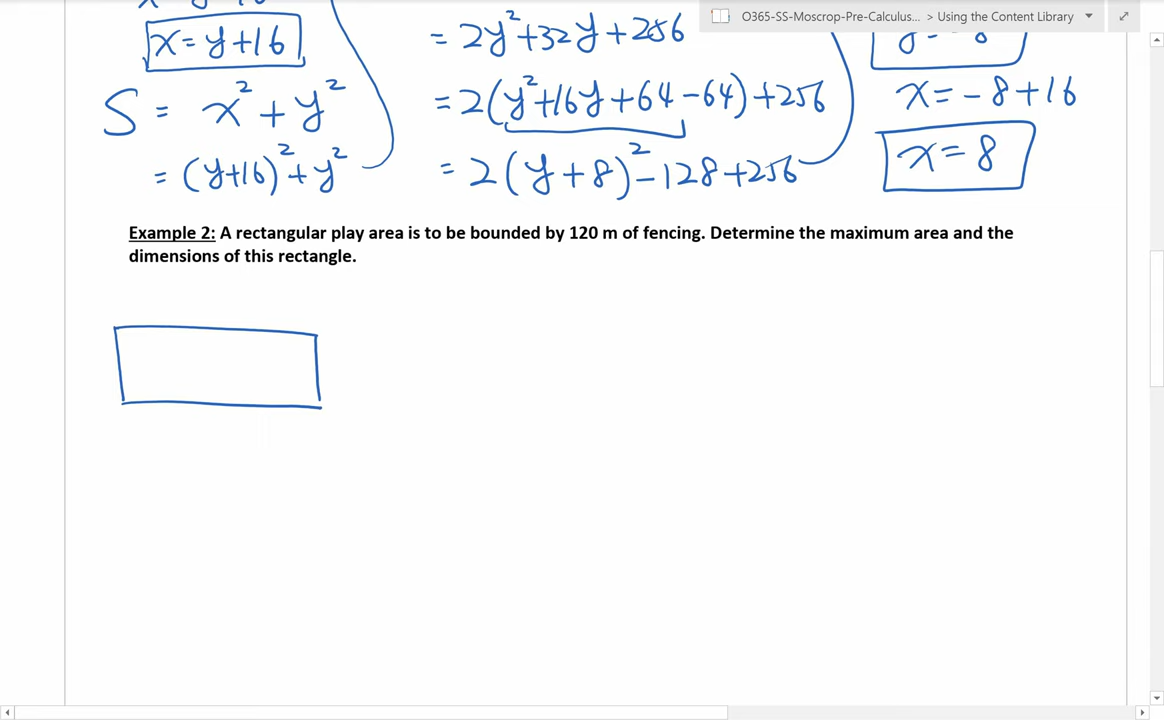 O365-SS-Moscrop-Pre-Calculus... > Using the Content Library
x = y+16
S = x² + y²
= (y+16)² + y²
= 2y² + 32y + 256
= 2(y² + 16y + 64 - 64) + 256
= 2(y + 8)² - 128 + 256
x = -8 + 16
x = 8
Example 2: A rectangular play area is to be bounded by 120 m of fencing. Determine the maximum area and the
dimensions of this rectangle.